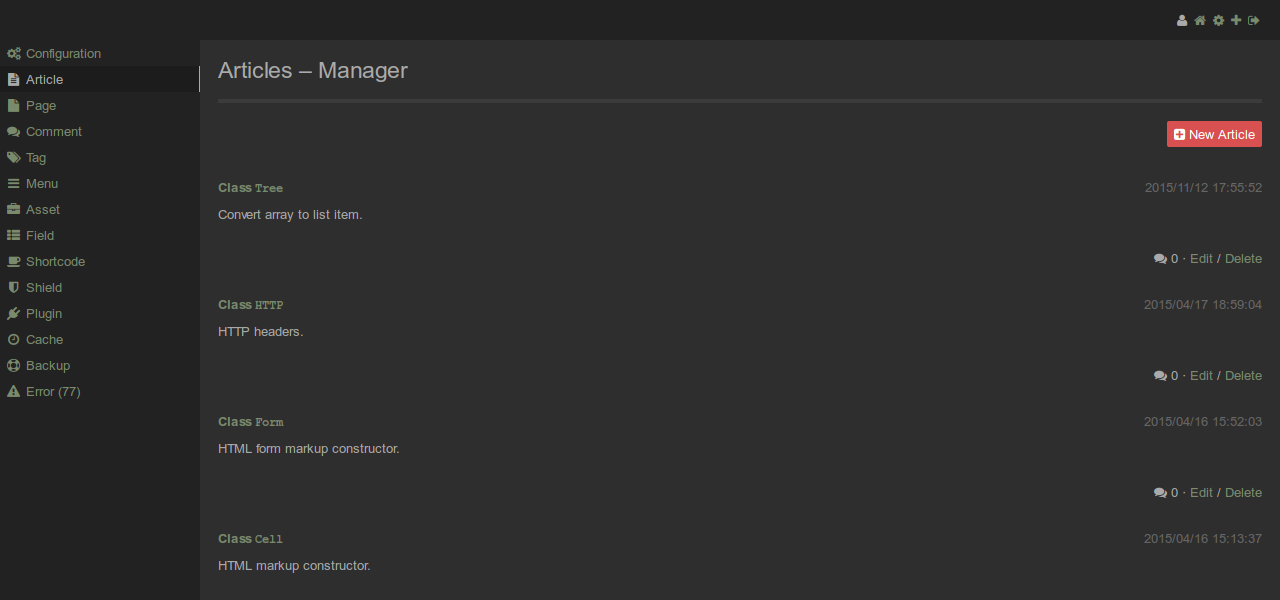 Configuration
Article
Page
Comment
Tag
Menu
Asset
Field
Shortcode
Shield
Plugin
Cache
Backup
Error (77)
Articles – Manager
New Article
Class Tree 2015/11/12 17:55:52
Convert array to list item.
0 · Edit / Delete
Class HTTP 2015/04/17 18:59:04
HTTP headers.
0 · Edit / Delete
Class Form 2015/04/16 15:52:03
HTML form markup constructor.
0 · Edit / Delete
Class Cell 2015/04/16 15:13:37
HTML markup constructor.